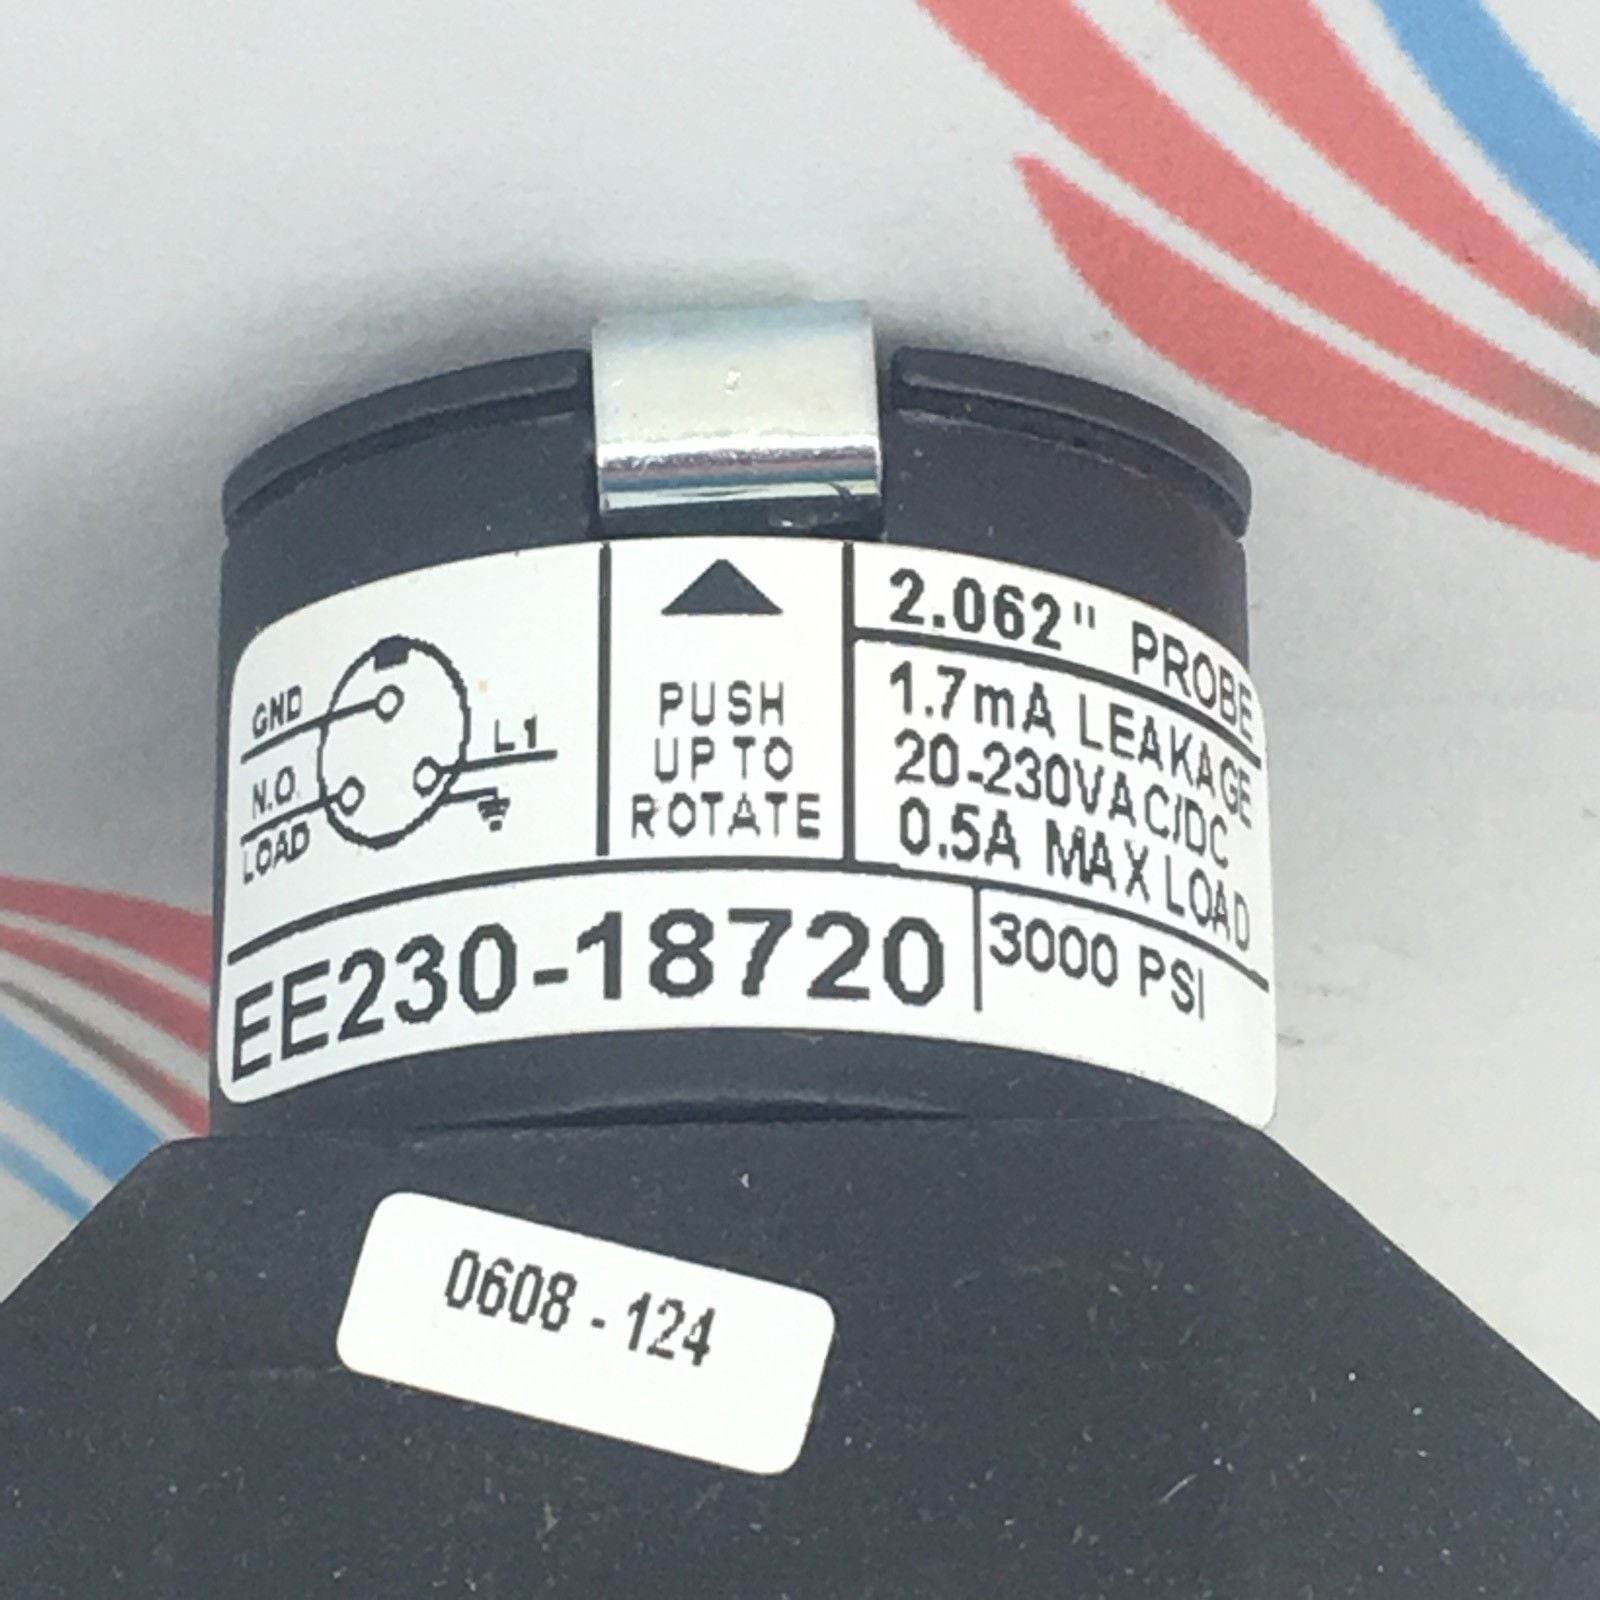 GND
N.O.
LOAD
L1
PUSH
UP TO
ROTATE
2.062" PROBE
1.7mA LEAKAGE
20-230VAC/DC
0.5A MAX LOAD
EE230-18720
3000 PSI
0608 - 124